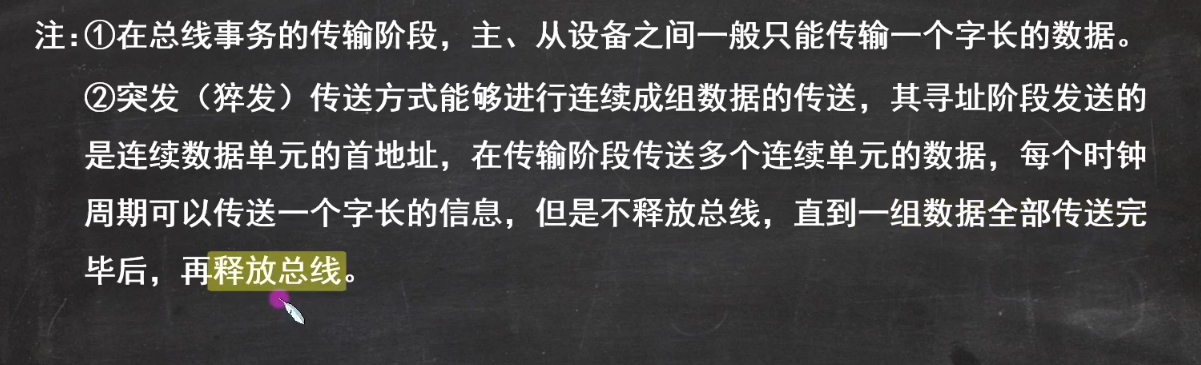 注:①在总线事务的传输阶段，主、从设备之间一般只能传输一个字长的数据。
②突发（猝发）传送方式能够进行连续成组数据的传送，其寻址阶段发送的
是连续数据单元的首地址，在传输阶段传送多个连续单元的数据，每个时钟
周期可以传送一个字长的信息，但是不释放总线，直到一组数据全部传送完
毕后，再释放总线。